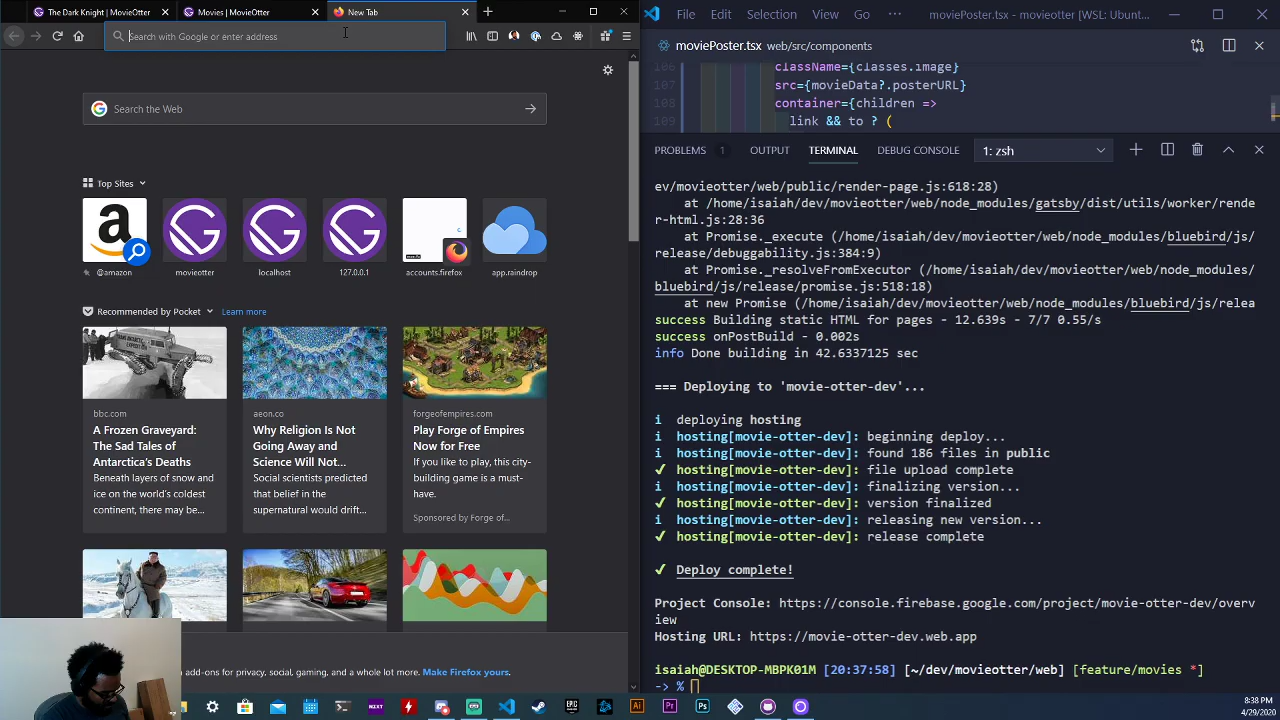 The Dark Knight | MovieOtter
Movies | MovieOtter
New Tab
Search with Google or enter address
Search the Web
Top Sites
@amazon
movieotter
localhost
127.0.0.1
accounts.firefox
app.raindrop
Recommended by Pocket
Learn more
bbc.com
A Frozen Graveyard:
The Sad Tales of
Antarctica's Deaths
Beneath layers of snow and
ice on the world's coldest
continent, there may be...
aeon.co
Why Religion Is Not
Going Away and
Science Will Not...
Social scientists predicted
that belief in the
supernatural would drift...
forgeofempires.com
Play Forge of Empires
Now for Free
If you like to play, this city-
building game is a must-
have.
Sponsored by Forge of...
add-ons for privacy, social, gaming, and a whole lot more. Make Firefox yours.
File Edit Selection View ... moviePoster.tsx - movieotter [WSL: Ubunt...
moviePoster.tsx web/src/components
106 className={classes.image}
107 src={movieData?.posterURL}
108 container={children =>
109 link && to ? (
PROBLEMS 1 OUTPUT TERMINAL DEBUG CONSOLE 1: zsh
ev/movieotter/web/public/render-page.js:618:28)
at /home/isaiah/dev/movieotter/web/node_modules/gatsby/dist/utils/worker/rende
r-html.js:28:36
at Promise._execute (/home/isaiah/dev/movieotter/web/node_modules/bluebird/js/
release/debuggability.js:384:9)
at Promise._resolveFromExecutor (/home/isaiah/dev/movieotter/web/node_modules/
bluebird/js/release/promise.js:518:18)
at new Promise (/home/isaiah/dev/movieotter/web/node_modules/bluebird/js/relea
success Building static HTML for pages - 12.639s - 7/7 0.55/s
success onPostBuild - 0.002s
info Done building in 42.6337125 sec
=== Deploying to 'movie-otter-dev'...
i deploying hosting
i hosting[movie-otter-dev]: beginning deploy...
i hosting[movie-otter-dev]: found 186 files in public
✔ hosting[movie-otter-dev]: file upload complete
i hosting[movie-otter-dev]: finalizing version...
✔ hosting[movie-otter-dev]: version finalized
i hosting[movie-otter-dev]: releasing new version...
✔ hosting[movie-otter-dev]: release complete
✔ Deploy complete!
Project Console: https://console.firebase.google.com/project/movie-otter-dev/overv
iew
Hosting URL: https://movie-otter-dev.web.app
isaiah@DESKTOP-MBPK01M [20:37:58] [~/dev/movieotter/web] [feature/movies *]
-> %
NZXT
EPIC
Ai
Pr
Ps
8:38 PM
4/29/2020